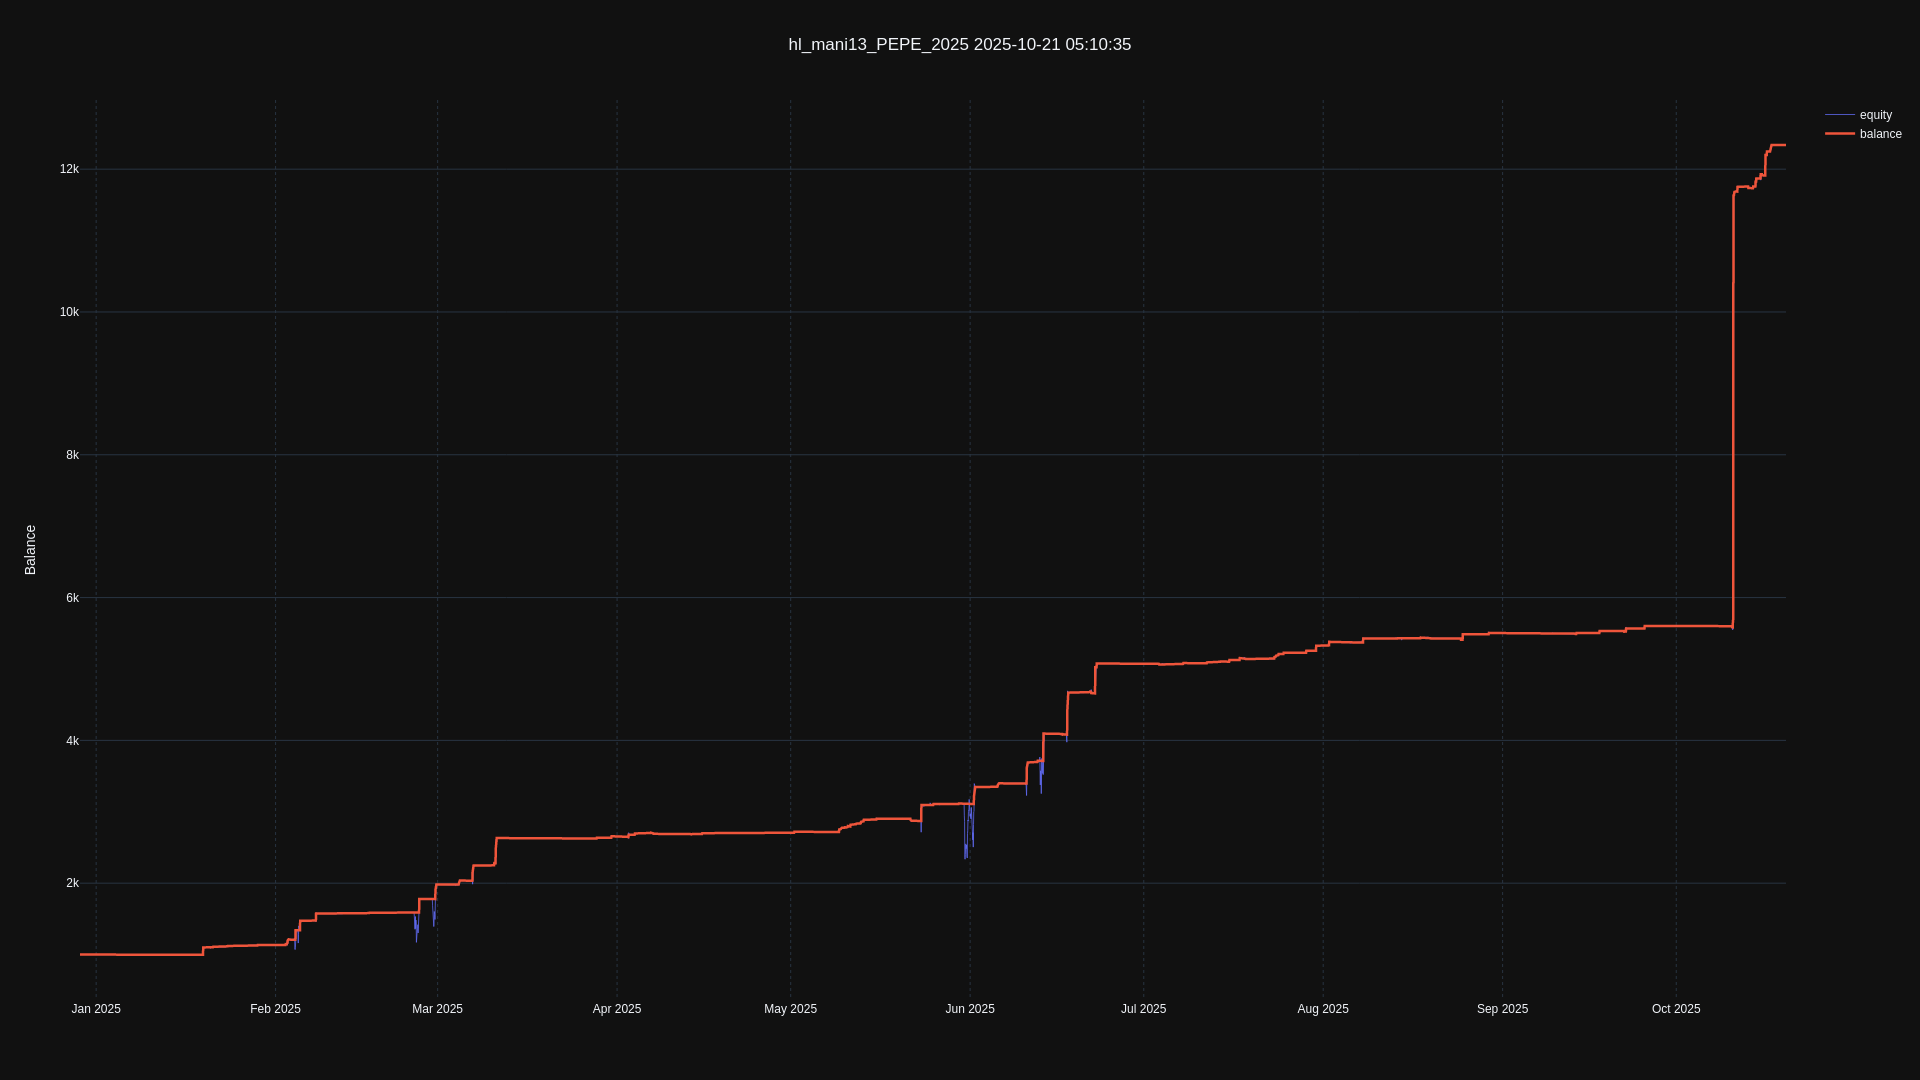 hl_mani13_PEPE_2025 2025-10-21 05:10:35
equity
balance
12k
10k
8k
6k
4k
2k
Balance
Jan 2025
Feb 2025
Mar 2025
Apr 2025
May 2025
Jun 2025
Jul 2025
Aug 2025
Sep 2025
Oct 2025